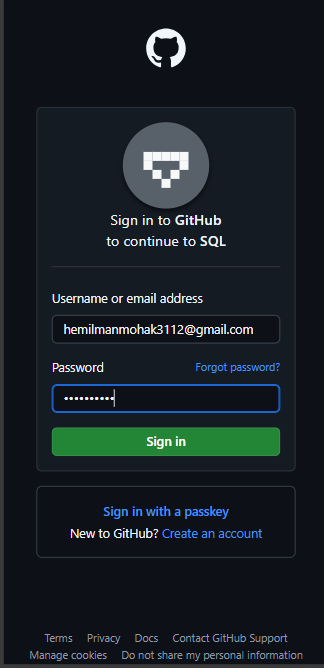 Sign in to GitHub
to continue to SQL
Username or email address
hemilmanmohak3112@gmail.com
Password Forgot password?
••••••••••
Sign in
Sign in with a passkey
New to GitHub? Create an account
Terms Privacy Docs Contact GitHub Support
Manage cookies Do not share my personal information